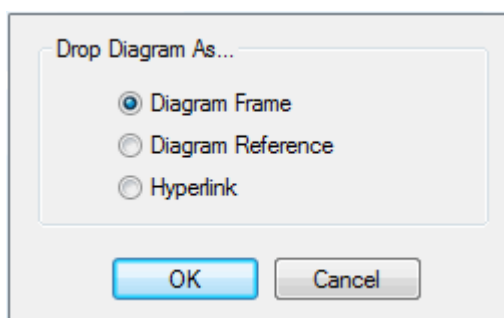 Drop Diagram As...
Diagram Frame
Diagram Reference
Hyperlink
OK Cancel